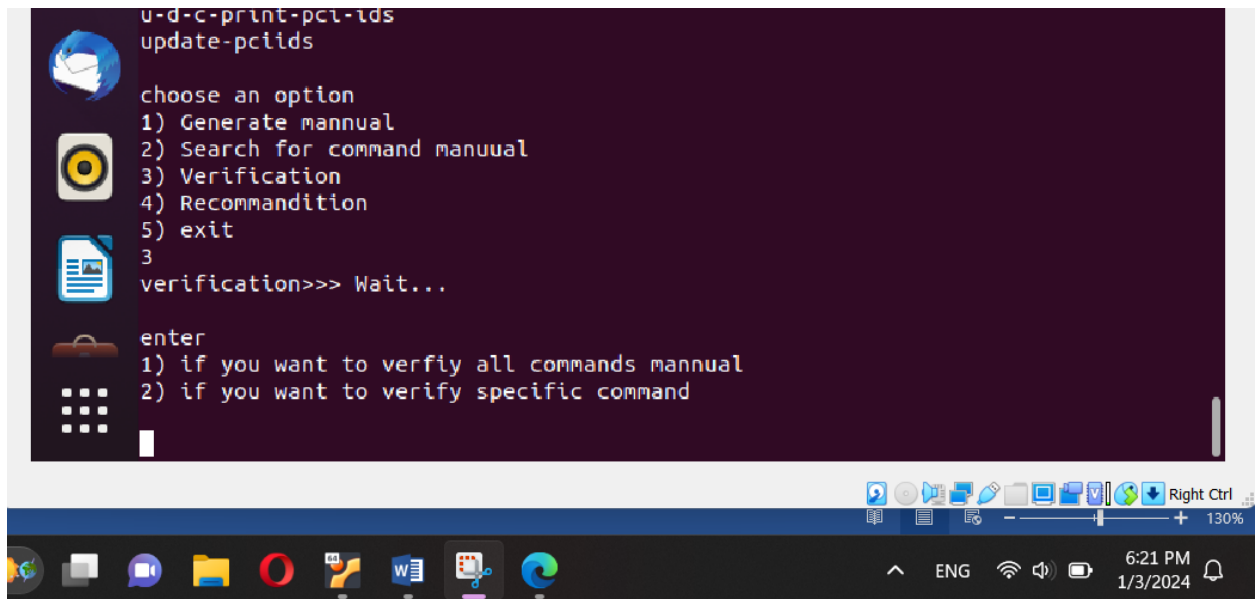 u-d-c-print-pci-ids
update-pciids
choose an option
1) Generate mannual
2) Search for command manuual
3) Verification
4) Recommandition
5) exit
3
verification>>> Wait...
enter
1) if you want to verfiy all commands mannual
2) if you want to verify specific command
Right Ctrl
130%
64
ENG
6:21 PM
1/3/2024